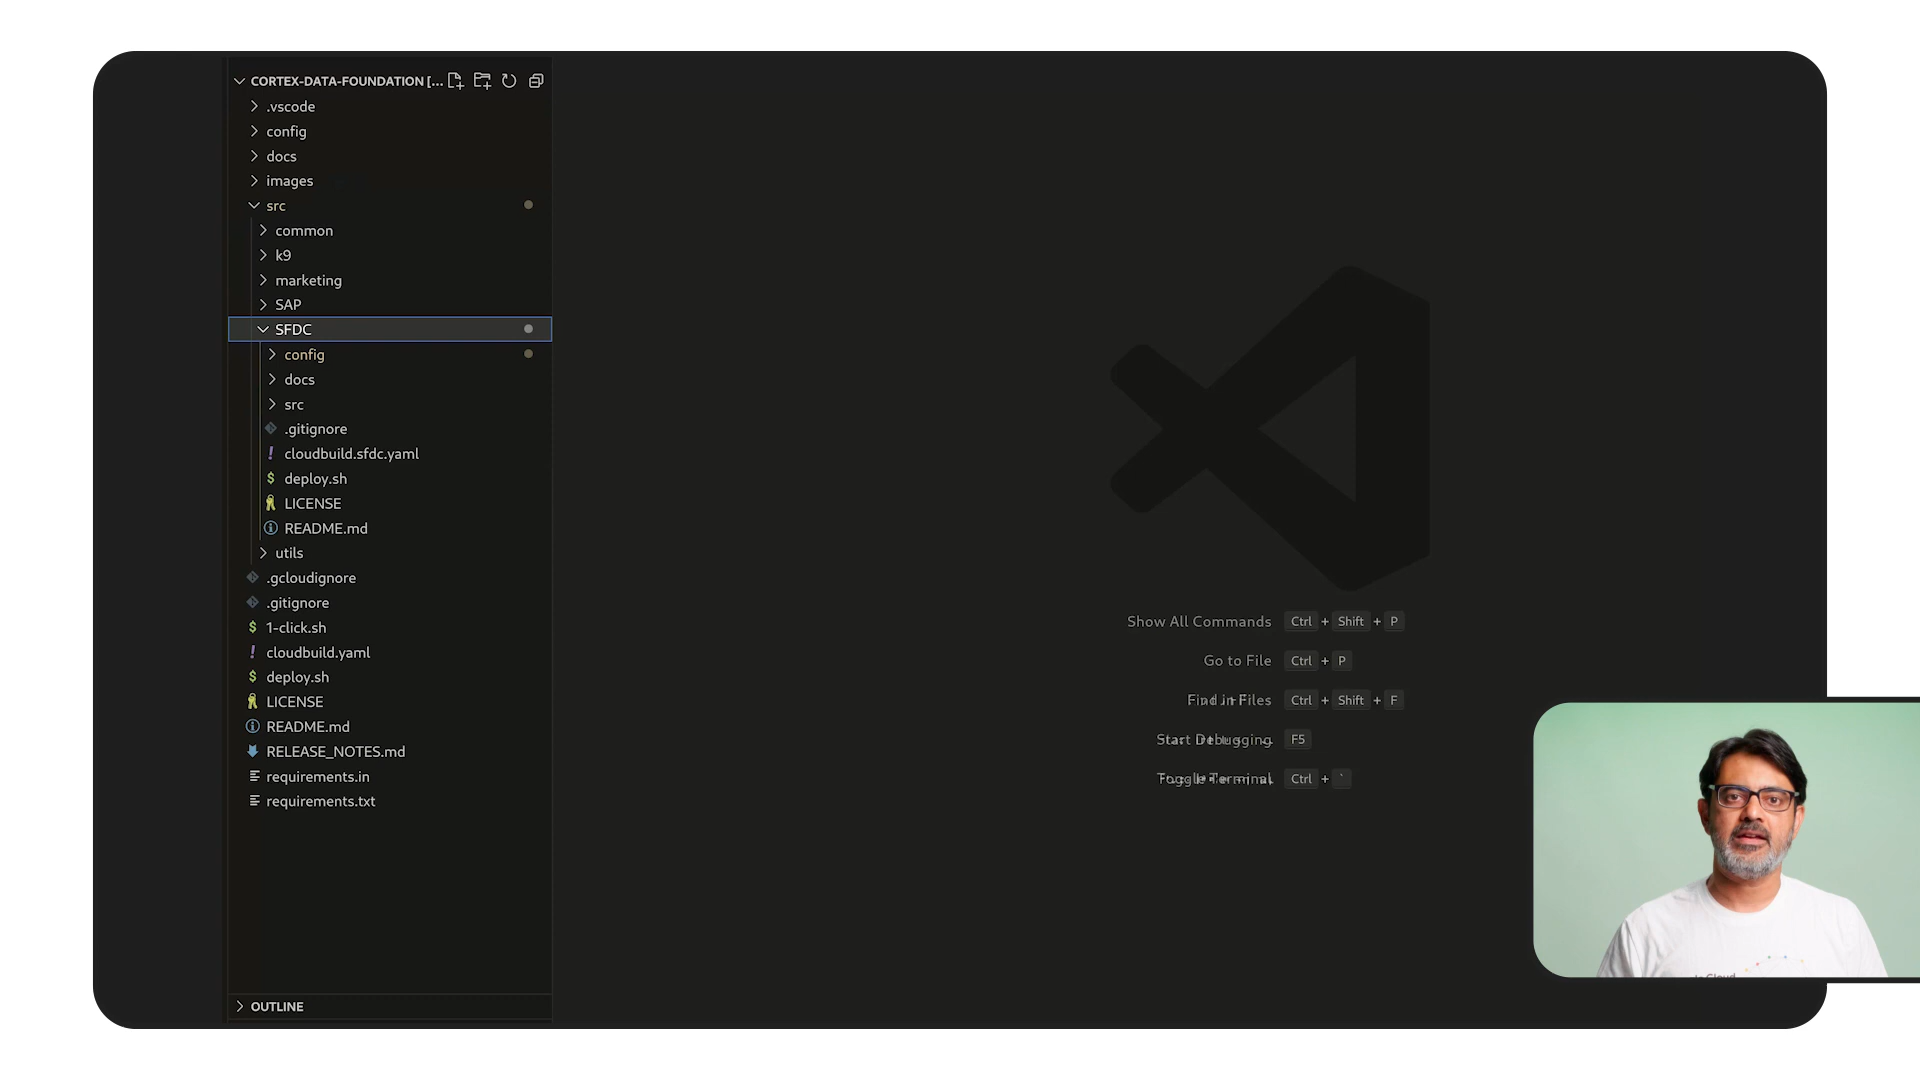 CORTEX-DATA-FOUNDATION [...
.vscode
config
docs
images
src
common
k9
marketing
SAP
SFDC
config
docs
src
.gitignore
cloudbuild.sfdc.yaml
deploy.sh
LICENSE
README.md
utils
.gcloudignore
.gitignore
1-click.sh
cloudbuild.yaml
deploy.sh
LICENSE
README.md
RELEASE_NOTES.md
requirements.in
requirements.txt
OUTLINE
Show All Commands Ctrl + Shift + P
Go to File Ctrl + P
Find in Files Ctrl + Shift + F
Start Debugging F5
Toggle Terminal Ctrl + `
Cloud